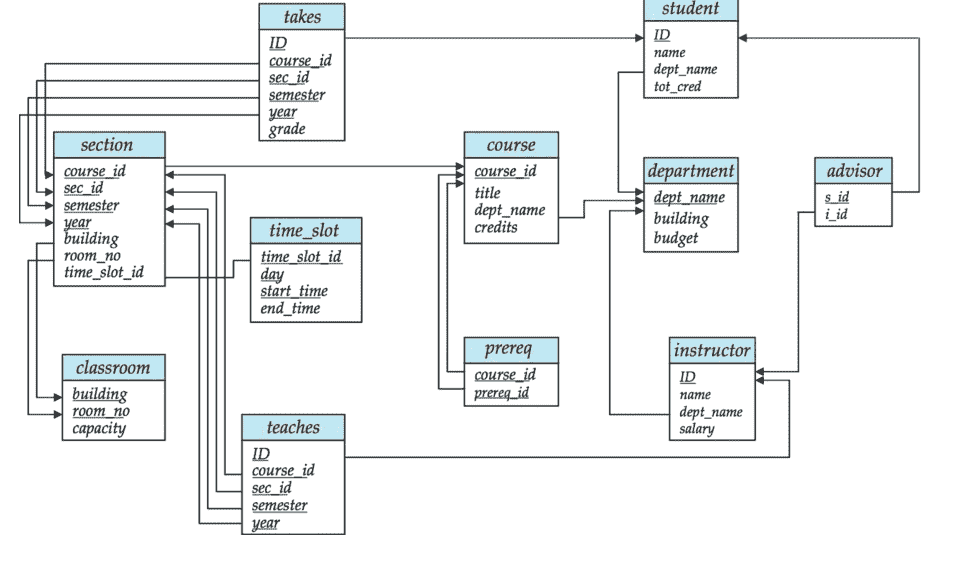 takes
ID
course_id
sec_id
semester
year
grade
student
ID
name
dept_name
tot_cred
section
course_id
sec_id
semester
year
building
room_no
time_slot_id
course
course_id
title
dept_name
credits
department
dept_name
building
budget
advisor
s_id
i_id
time_slot
time_slot_id
day
start_time
end_time
prereq
course_id
prereq_id
instructor
ID
name
dept_name
salary
classroom
building
room_no
capacity
teaches
ID
course_id
sec_id
semester
year